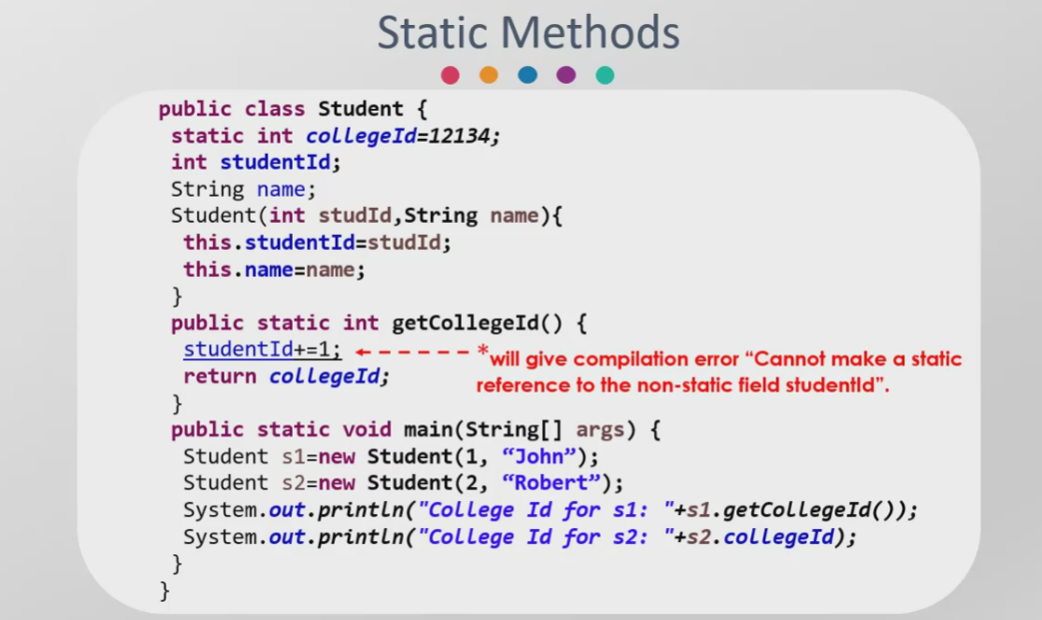 Static Methods
public class Student {
static int collegeId=12134;
int studentId;
String name;
Student(int studId,String name){
this.studentId=studId;
this.name=name;
}
public static int getCollegeId() {
studentId+=1; *will give compilation error “Cannot make a static
reference to the non-static field studentId”.
return collegeId;
}
public static void main(String[] args) {
Student s1=new Student(1, “John”);
Student s2=new Student(2, “Robert”);
System.out.println("College Id for s1: "+s1.getCollegeId());
System.out.println("College Id for s2: "+s2.collegeId);
}
}